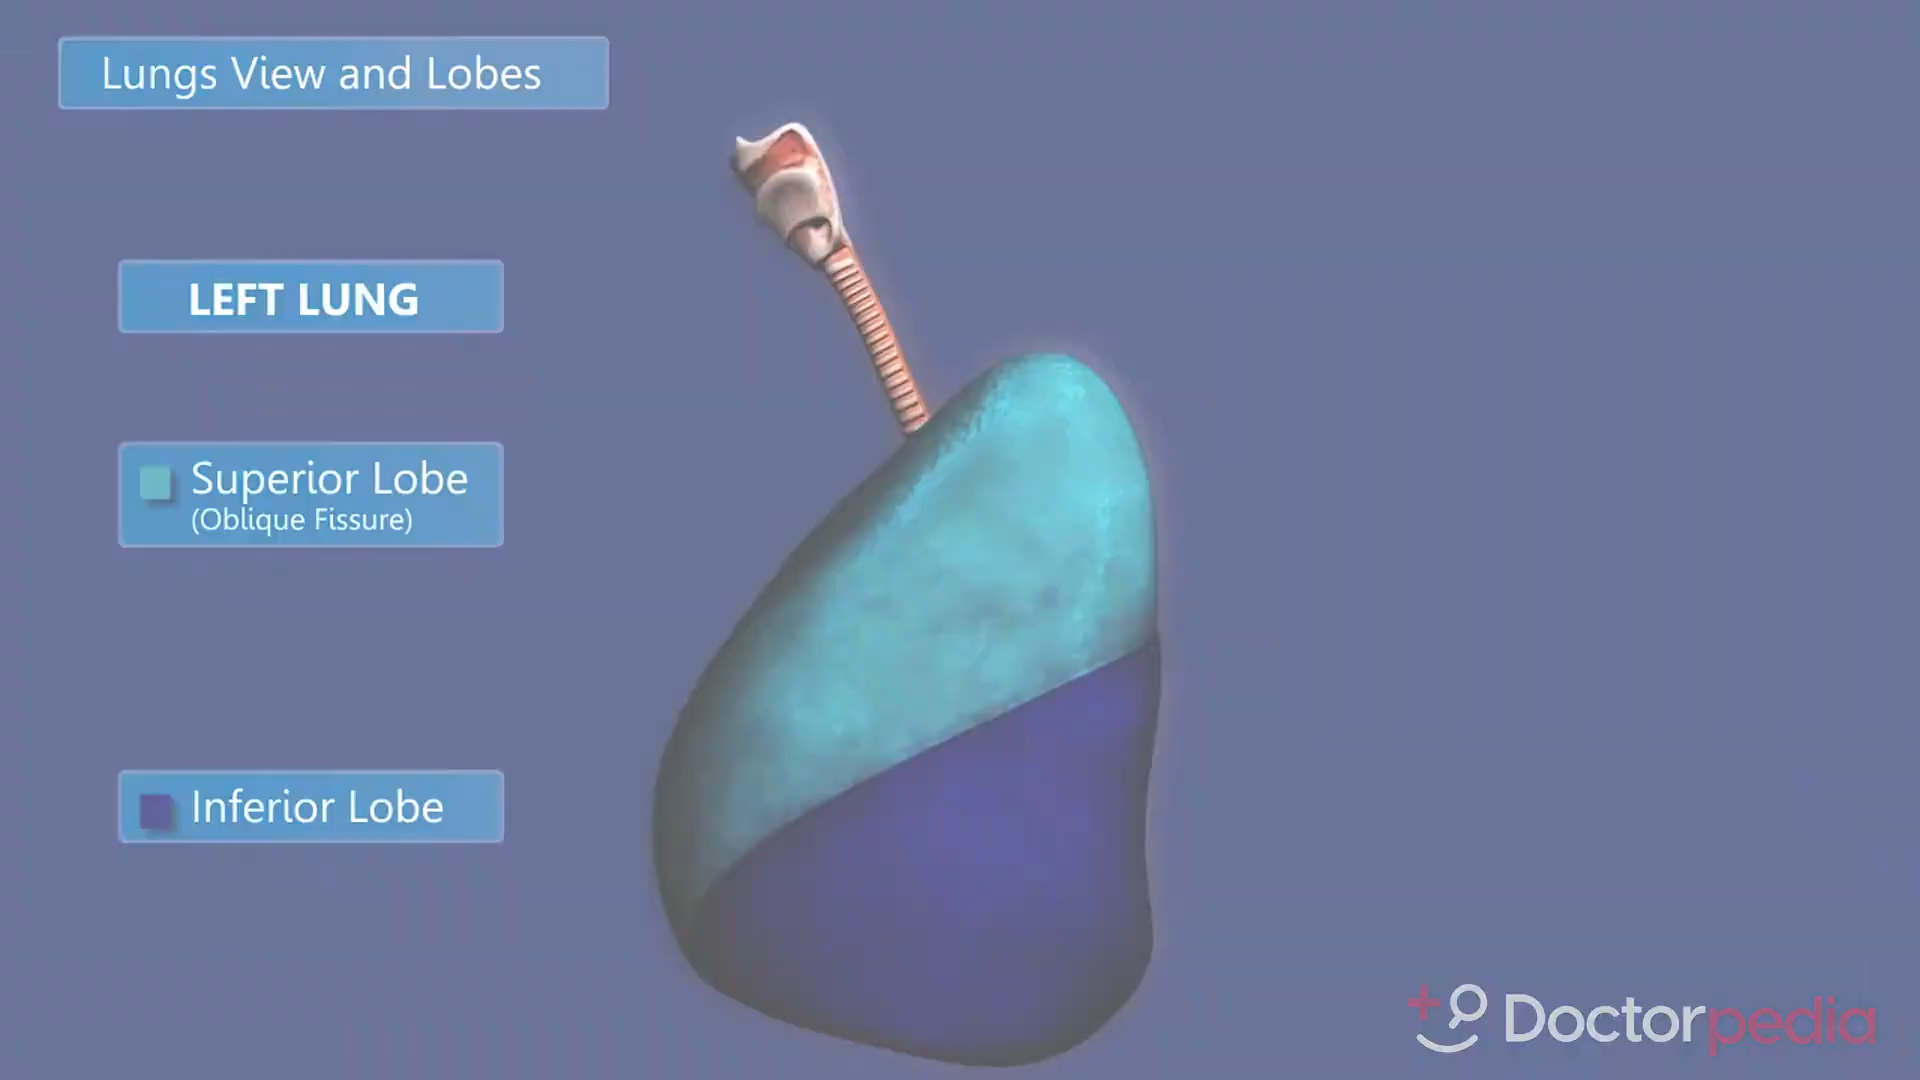 Lungs View and Lobes
LEFT LUNG
Superior Lobe
(Oblique Fissure)
Inferior Lobe
Doctorpedia